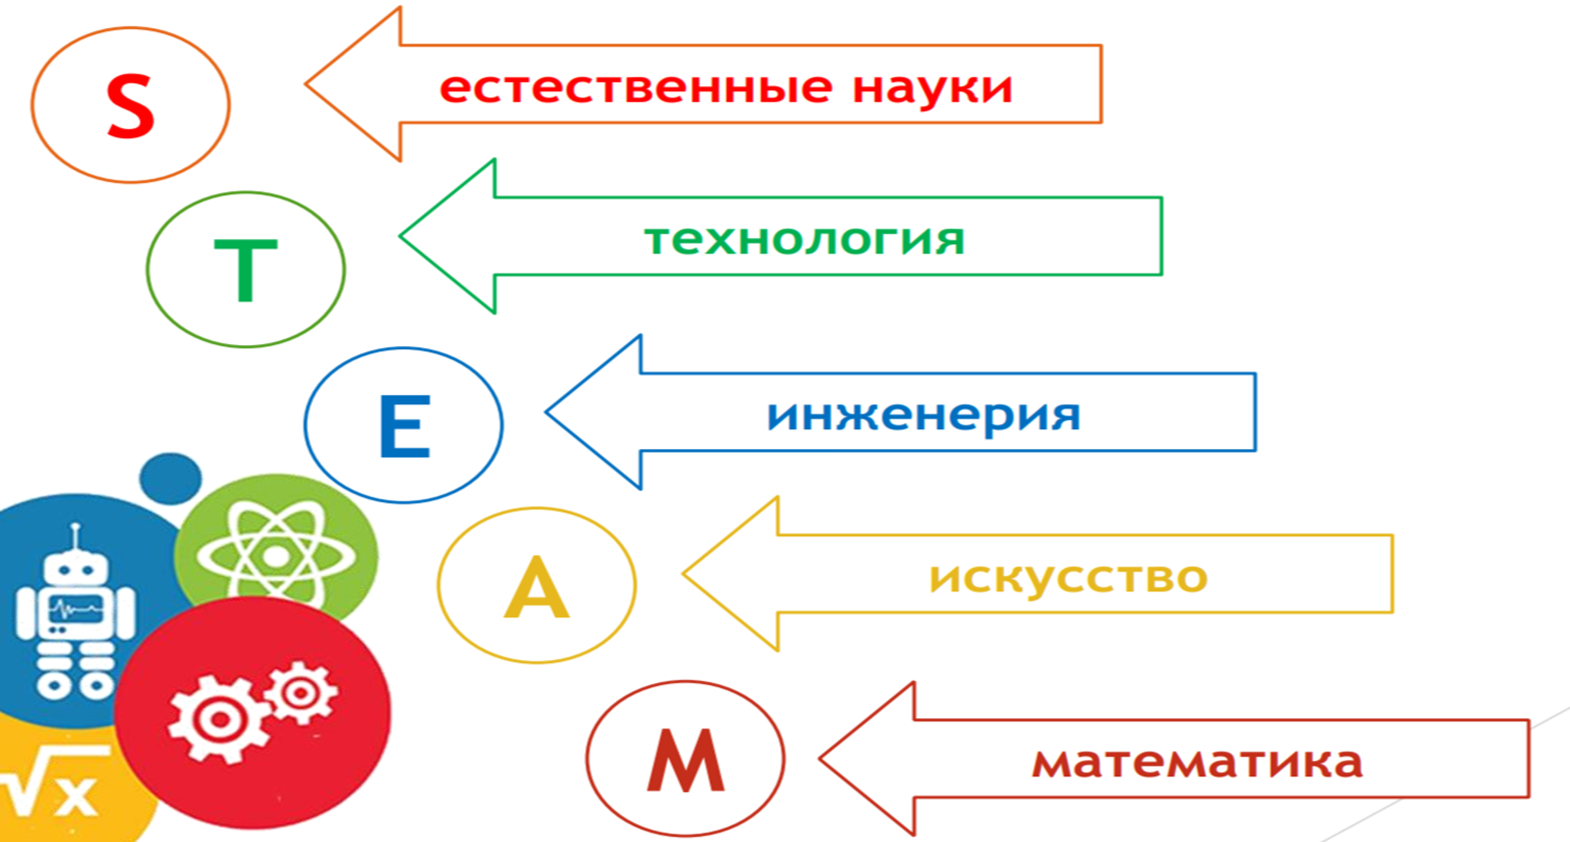 S
естественные науки
T
технология
E
инженерия
A
искусство
M
математика
√x